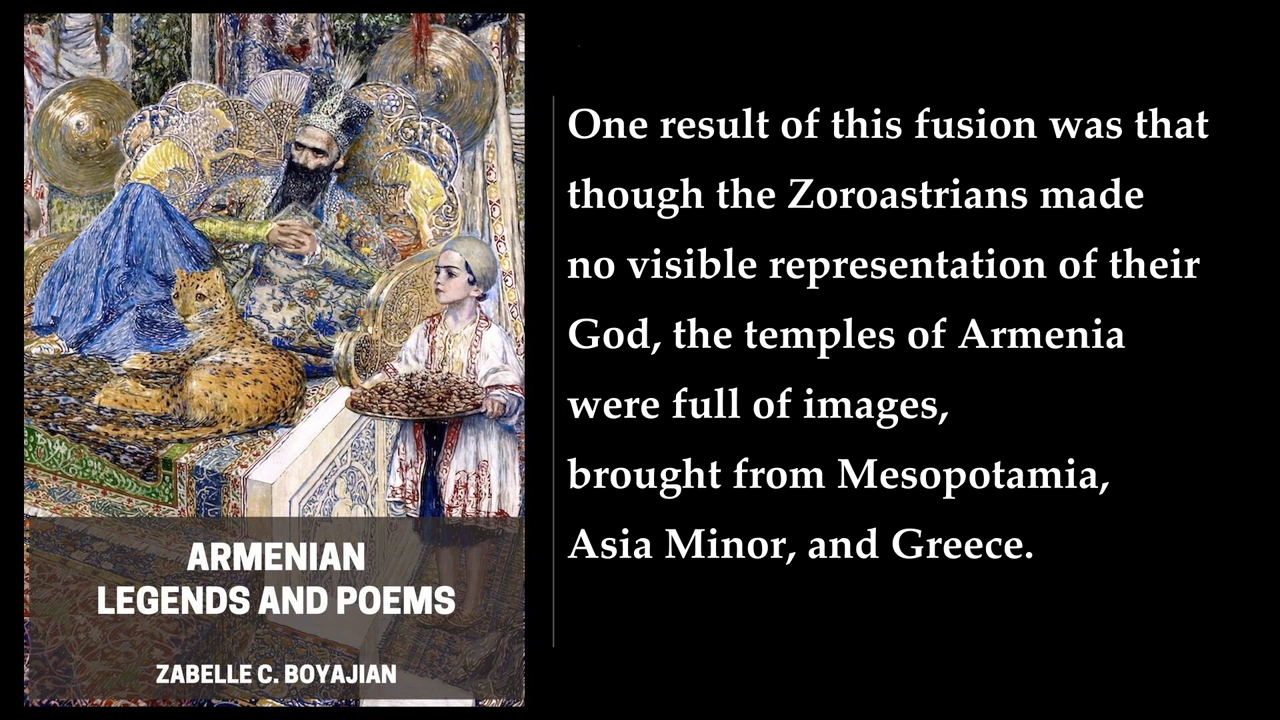 ARMENIAN
LEGENDS AND POEMS
ZABELLE C. BOYAJIAN
One result of this fusion was that
though the Zoroastrians made
no visible representation of their
God, the temples of Armenia
were full of images,
brought from Mesopotamia,
Asia Minor, and Greece.